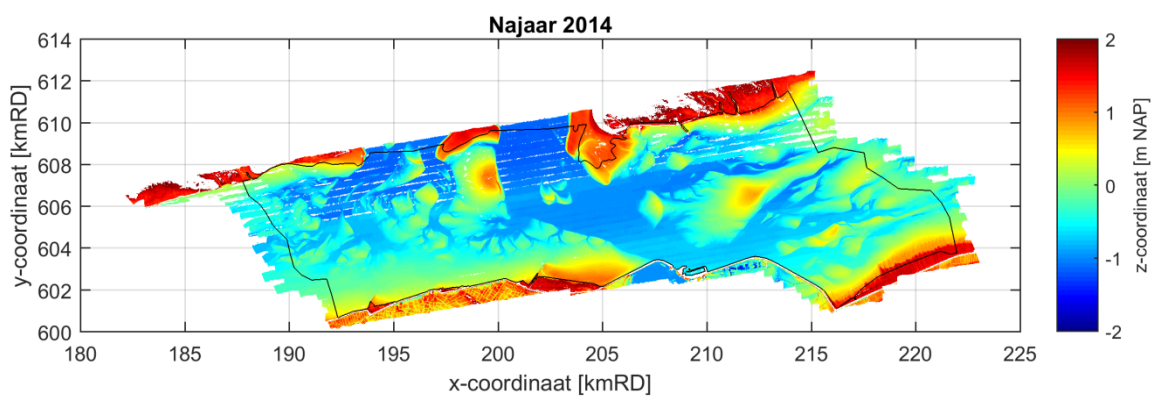 Najaar 2014
614
612
610
608
606
604
602
600
y-coordinaat [kmRD]
180 185 190 195 200 205 210 215 220 225
x-coordinaat [kmRD]
2
1
0
-1
-2
z-coordinaat [m NAP]